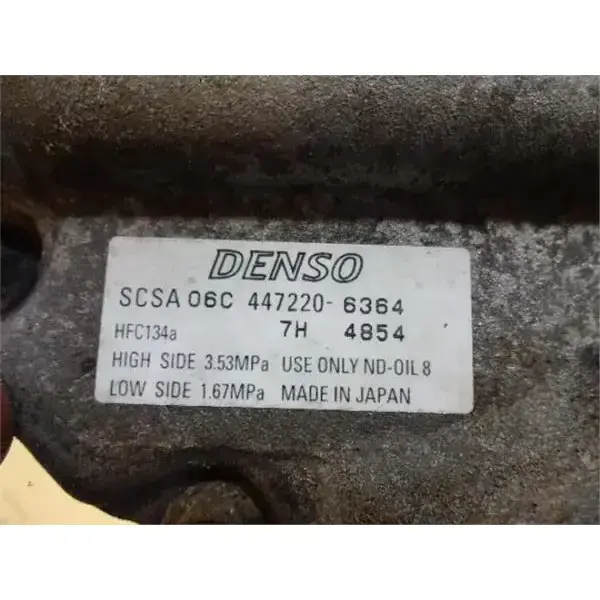 DENSO
SCSA 06C 447220-6364
HFC134a 7H 4854
HIGH SIDE 3.53MPa USE ONLY ND-OIL 8
LOW SIDE 1.67MPa MADE IN JAPAN